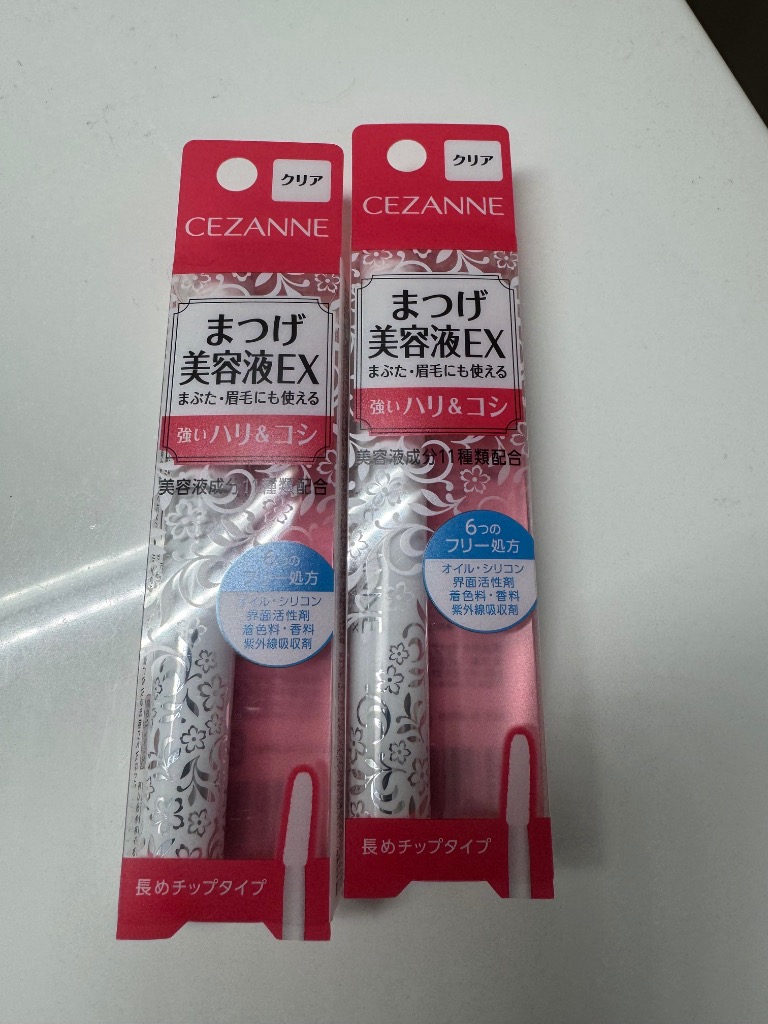 クリア
CEZANNE
まつげ
美容液EX
まぶた・眉毛にも使える
強いハリ&コシ
美容液成分11種類配合
6つの
フリー処方
オイル・シリコン
界面活性剤
着色料・香料
紫外線吸収剤
長めチップタイプ
クリア
CEZANNE
まつげ
美容液EX
まぶた・眉毛にも使える
強いハリ&コシ
美容液成分11種類配合
6つの
フリー処方
オイル・シリコン
界面活性剤
着色料・香料
紫外線吸収剤
長めチップタイプ